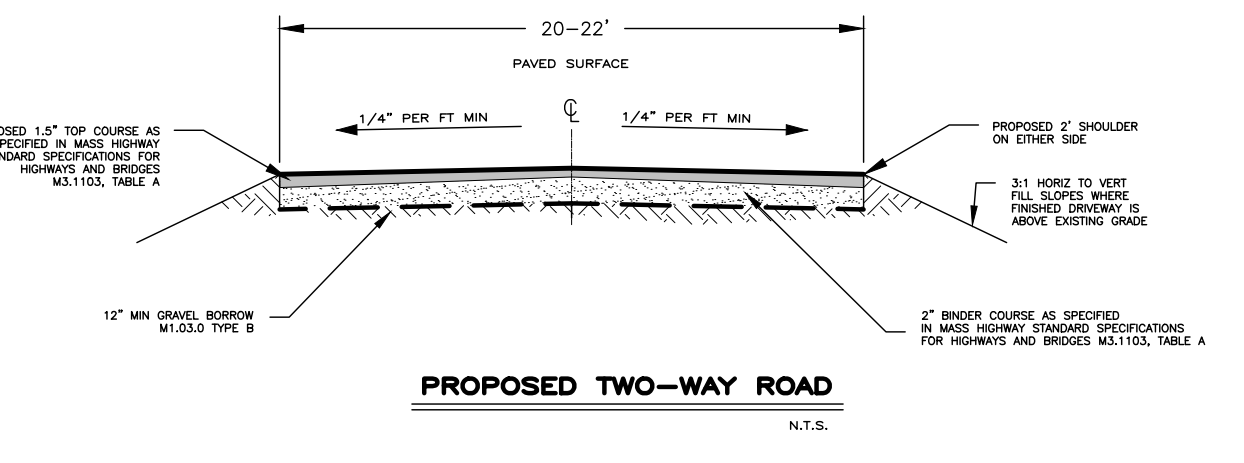 20-22'
PAVED SURFACE
℄
1/4" PER FT MIN
1/4" PER FT MIN
1.5" TOP COURSE AS
IN MASS HIGHWAY
SPECIFICATIONS FOR
HIGHWAYS AND BRIDGES
M3.1103, TABLE A
PROPOSED 2' SHOULDER
ON EITHER SIDE
3:1 HORIZ TO VERT
FILL SLOPES WHERE
FINISHED DRIVEWAY IS
ABOVE EXISTING GRADE
12" MIN GRAVEL BORROW
M1.03.0 TYPE B
2" BINDER COURSE AS SPECIFIED
IN MASS HIGHWAY STANDARD SPECIFICATIONS
FOR HIGHWAYS AND BRIDGES M3.1103, TABLE A
PROPOSED TWO-WAY ROAD
N.T.S.